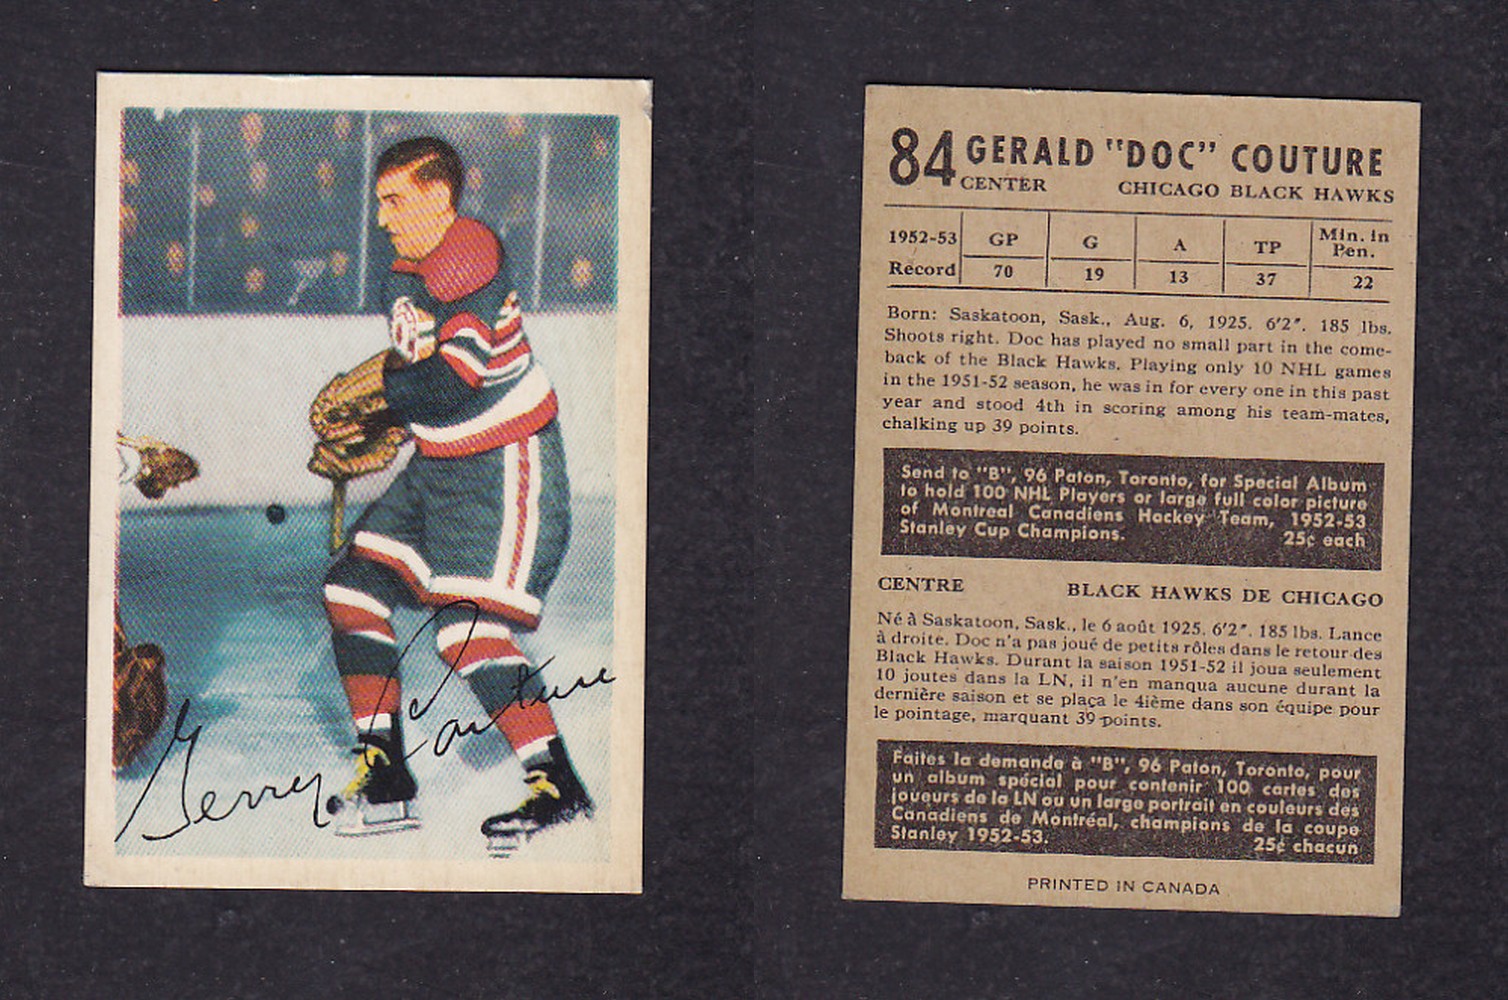 Gerry Couture
84 GERALD "DOC" COUTURE
CENTER CHICAGO BLACK HAWKS
1952-53 GP G A TP Min. in
Pen.
Record 70 19 13 37 22
Born: Saskatoon, Sask., Aug. 6, 1925. 6'2". 185 lbs.
Shoots right. Doc has played no small part in the come-
back of the Black Hawks. Playing only 10 NHL games
in the 1951-52 season, he was in for every one in this past
year and stood 4th in scoring among his team-mates,
chalking up 39 points.
Send to "B", 96 Paton, Toronto, for Special Album
to hold 100 NHL Players or large full color picture
of Montreal Canadiens Hockey Team, 1952-53
Stanley Cup Champions. 25¢ each
CENTRE BLACK HAWKS DE CHICAGO
Né à Saskatoon, Sask., le 6 août 1925. 6'2". 185 lbs. Lance
à droite. Doc n'a pas joué de petits rôles dans le retour des
Black Hawks. Durant la saison 1951-52 il joua seulement
10 joutes dans la LN, il n'en manqua aucune durant la
dernière saison et se plaça le 4ième dans son équipe pour
le pointage, marquant 39 points.
Faites la demande à "B", 96 Paton, Toronto, pour
un album spécial pour contenir 100 cartes des
joueurs de la LN ou un large portrait en couleurs des
Canadiens de Montréal, champions de la coupe
Stanley 1952-53. 25¢ chacun
PRINTED IN CANADA